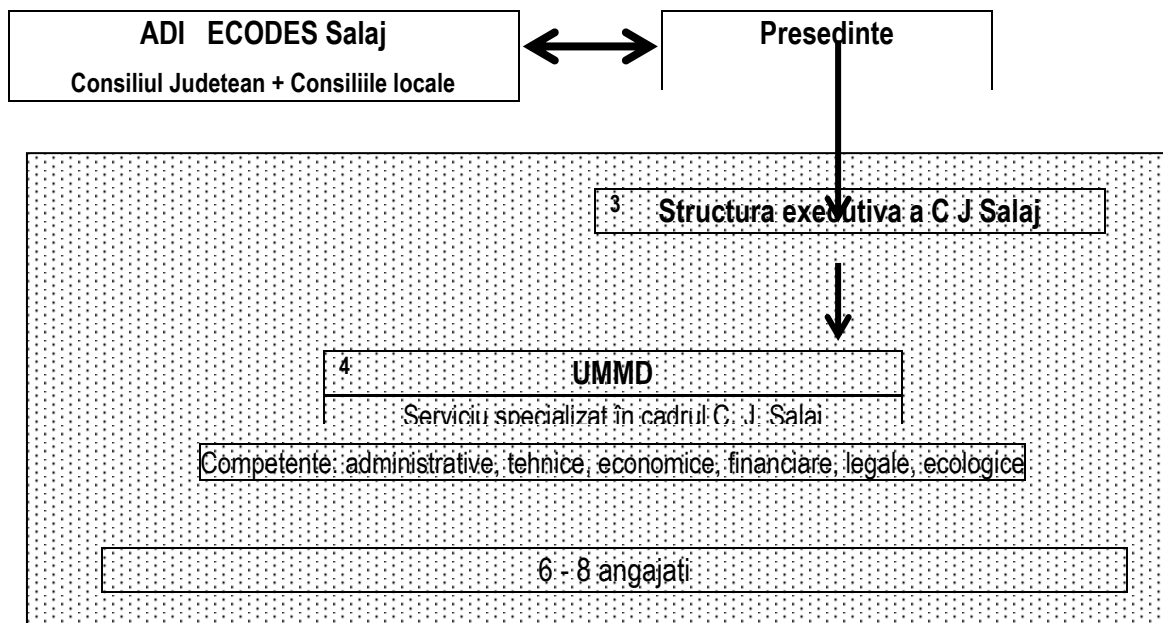 ADI ECODES Salaj
Consiliul Judetean + Consiliile locale
Presedinte
3 Structura executiva a C J Salaj
4 UMMD
Serviciu specializat în cadrul C. J. Salaj
Competente: administrative, tehnice, economice, financiare, legale, ecologice
6 - 8 angajati